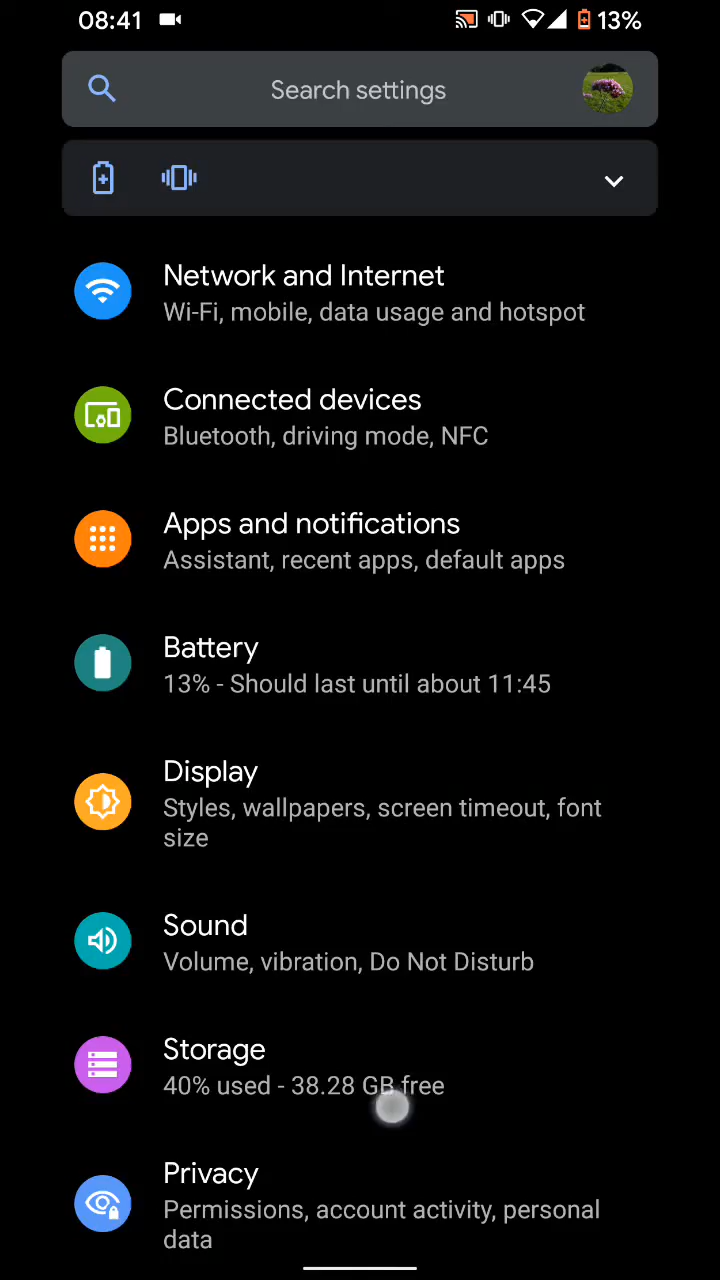 08:41
13%
Search settings
Network and Internet
Wi-Fi, mobile, data usage and hotspot
Connected devices
Bluetooth, driving mode, NFC
Apps and notifications
Assistant, recent apps, default apps
Battery
13% - Should last until about 11:45
Display
Styles, wallpapers, screen timeout, font
size
Sound
Volume, vibration, Do Not Disturb
Storage
40% used - 38.28 GB free
Privacy
Permissions, account activity, personal
data